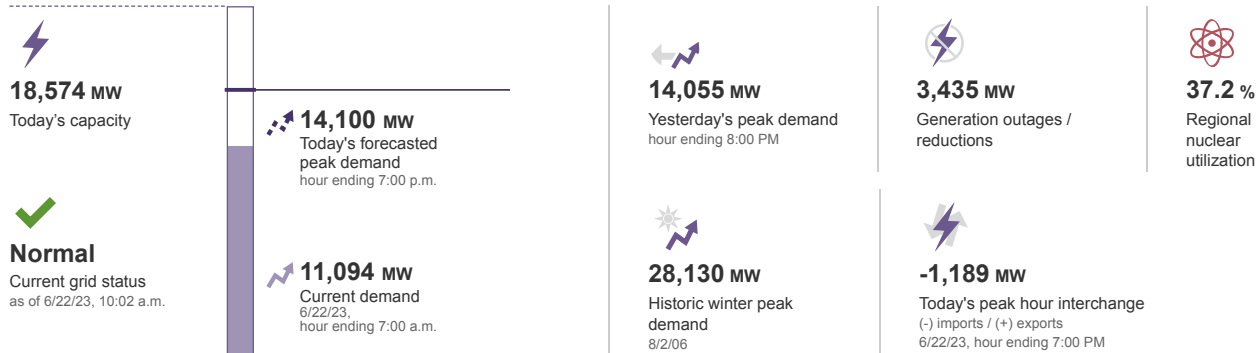 18,574 MW
Today's capacity
Normal
Current grid status
as of 6/22/23, 10:02 a.m.
14,100 MW
Today's forecasted
peak demand
hour ending 7:00 p.m.
11,094 MW
Current demand
6/22/23,
hour ending 7:00 a.m.
14,055 MW
Yesterday's peak demand
hour ending 8:00 PM
3,435 MW
Generation outages /
reductions
37.2 %
Regional
nuclear
utilization
28,130 MW
Historic winter peak
demand
8/2/06
-1,189 MW
Today's peak hour interchange
(-) imports / (+) exports
6/22/23, hour ending 7:00 PM